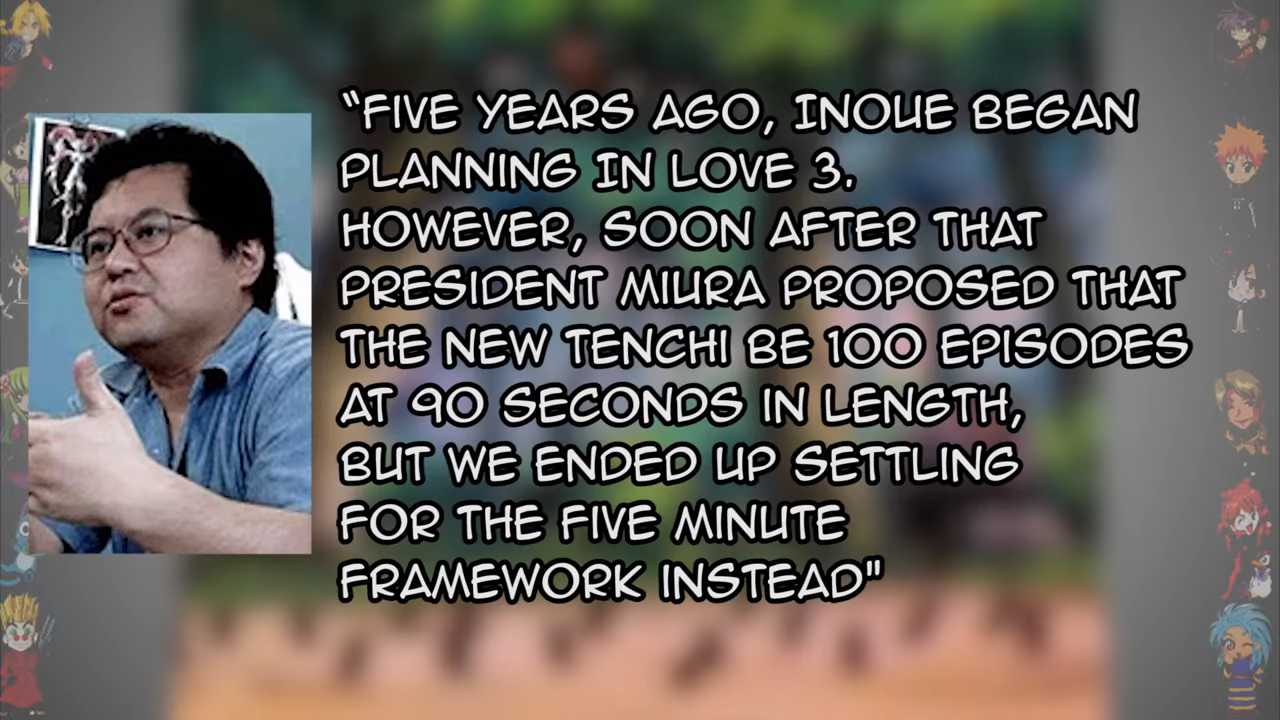 “FIVE YEARS AGO, INOUE BEGAN
PLANNING IN LOVE 3.
HOWEVER, SOON AFTER THAT
PRESIDENT MIURA PROPOSED THAT
THE NEW TENCHI BE 100 EPISODES
AT 90 SECONDS IN LENGTH,
BUT WE ENDED UP SETTLING
FOR THE FIVE MINUTE
FRAMEWORK INSTEAD"